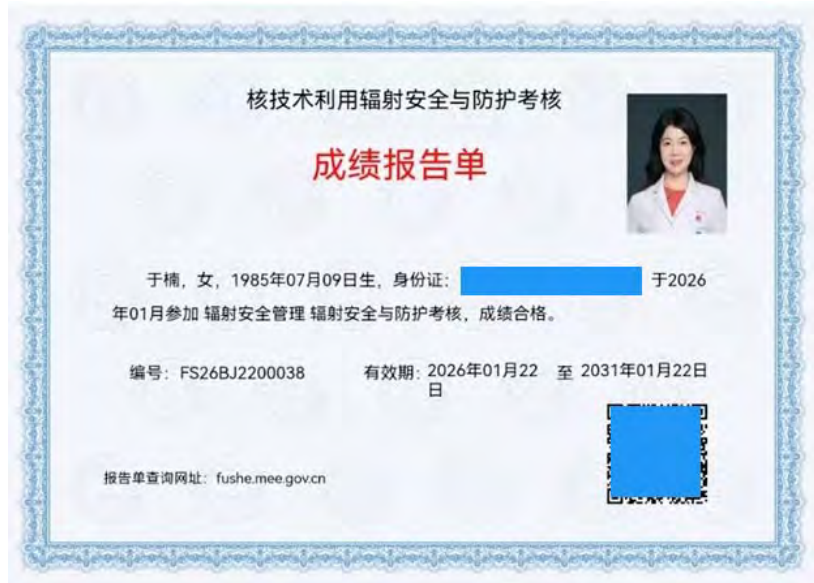 核技术利用辐射安全与防护考核
成绩报告单
于楠，女，1985年07月09日生，身份证： 于2026
年01月参加 辐射安全管理 辐射安全与防护考核，成绩合格。
编号：FS26BJ2200038 有效期：2026年01月22日 至 2031年01月22日
报告单查询网址：fushe.mee.gov.cn